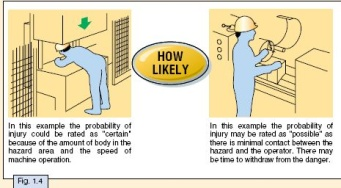 HOW
LIKELY
In this example the probability of
injury could be rated as "certain"
because of the amount of body in the
hazard area and the speed of
machine operation.
In this example the probability of
injury may be rated as "possible" as
there is minimal contact between the
hazard and the operator. There may
be time to withdraw from the danger.
Fig. 1.4